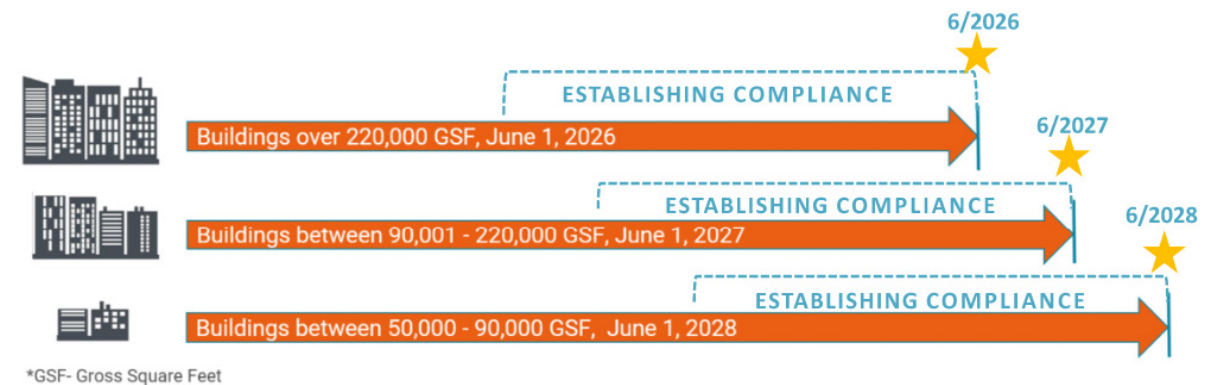 6/2026
ESTABLISHING COMPLIANCE
Buildings over 220,000 GSF, June 1, 2026
6/2027
ESTABLISHING COMPLIANCE
Buildings between 90,001 - 220,000 GSF, June 1, 2027
6/2028
ESTABLISHING COMPLIANCE
Buildings between 50,000 - 90,000 GSF, June 1, 2028
*GSF- Gross Square Feet